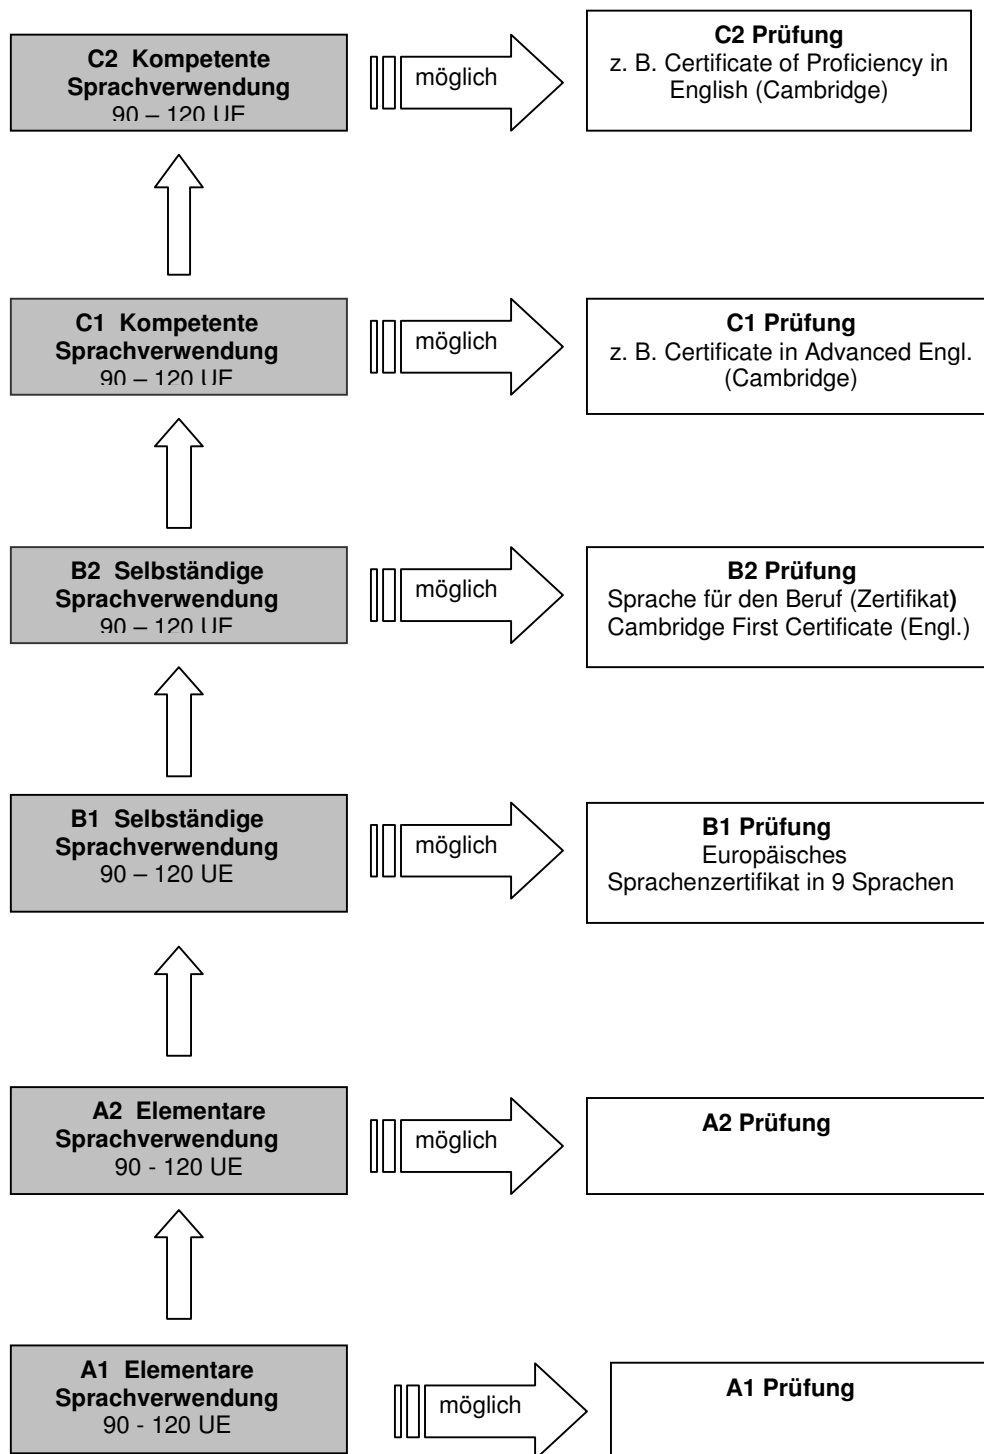 C2 Kompetente
Sprachverwendung
90 – 120 UE
möglich
C2 Prüfung
z. B. Certificate of Proficiency in
English (Cambridge)
C1 Kompetente
Sprachverwendung
90 – 120 UE
möglich
C1 Prüfung
z. B. Certificate in Advanced Engl.
(Cambridge)
B2 Selbständige
Sprachverwendung
90 – 120 UE
möglich
B2 Prüfung
Sprache für den Beruf (Zertifikat)
Cambridge First Certificate (Engl.)
B1 Selbständige
Sprachverwendung
90 – 120 UE
möglich
B1 Prüfung
Europäisches
Sprachenzertifikat in 9 Sprachen
A2 Elementare
Sprachverwendung
90 - 120 UE
möglich
A2 Prüfung
A1 Elementare
Sprachverwendung
90 - 120 UE
möglich
A1 Prüfung